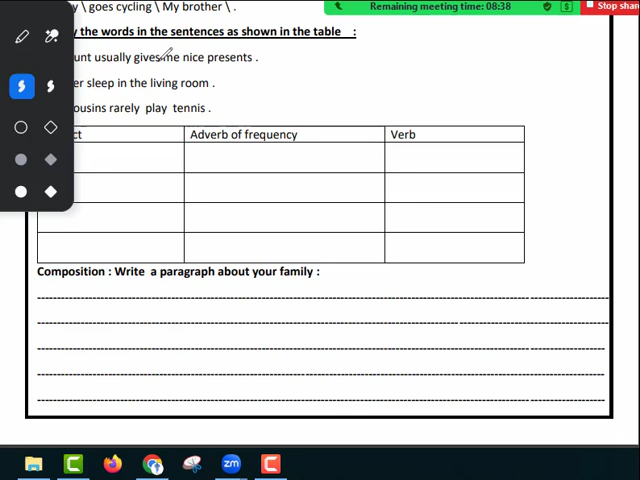 y \ goes cycling \ My brother \ .
Remaining meeting time: 08:38
Stop shar
y the words in the sentences as shown in the table :
unt usually gives me nice presents .
er sleep in the living room .
ousins rarely play tennis .
ct
Adverb of frequency
Verb
Composition : Write a paragraph about your family :
zm